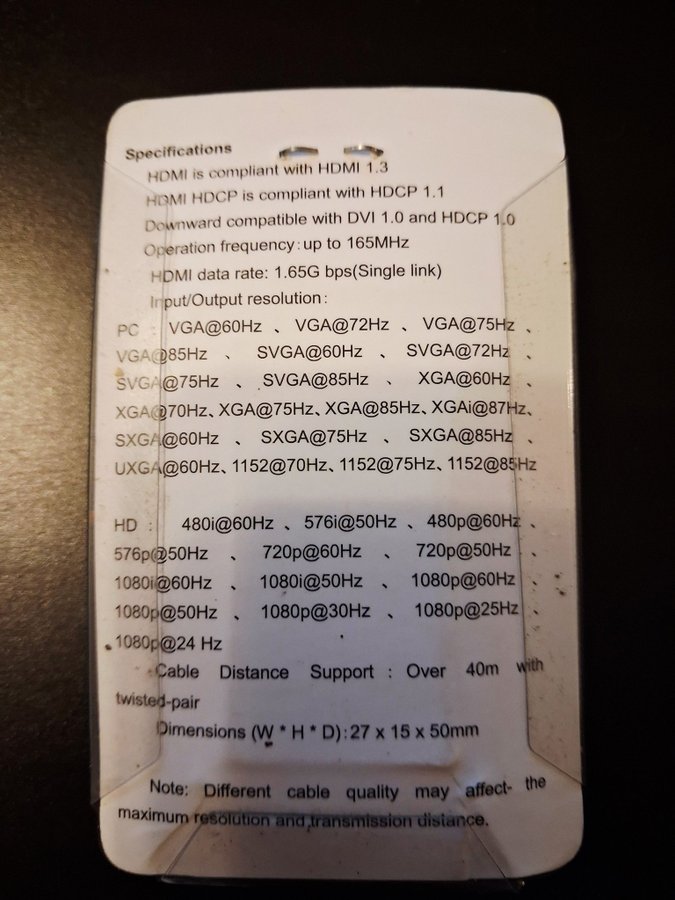 Specifications
HDMI is compliant with HDMI 1.3
HDMI HDCP is compliant with HDCP 1.1
Downward compatible with DVI 1.0 and HDCP 1.0
Operation frequency: up to 165MHz
HDMI data rate: 1.65G bps(Single link)
Input/Output resolution:
PC : VGA@60Hz 、 VGA@72Hz 、 VGA@75Hz 、
VGA@85Hz 、 SVGA@60Hz 、 SVGA@72Hz 、
SVGA@75Hz 、 SVGA@85Hz 、 XGA@60Hz 、
XGA@70Hz、XGA@75Hz、XGA@85Hz、XGAi@87Hz、
SXGA@60Hz 、 SXGA@75Hz 、 SXGA@85Hz 、
UXGA@60Hz、1152@70Hz、1152@75Hz、1152@85Hz
HD : 480i@60Hz 、 576i@50Hz 、 480p@60Hz 、
576p@50Hz 、 720p@60Hz 、 720p@50Hz 、
1080i@60Hz 、 1080i@50Hz 、 1080p@60Hz 、
1080p@50Hz 、 1080p@30Hz 、 1080p@25Hz 、
1080p@24 Hz
Cable Distance Support : Over 40m with
twisted-pair
Dimensions (W * H * D): 27 x 15 x 50mm
Note: Different cable quality may affect- the
maximum resolution and transmission distance.